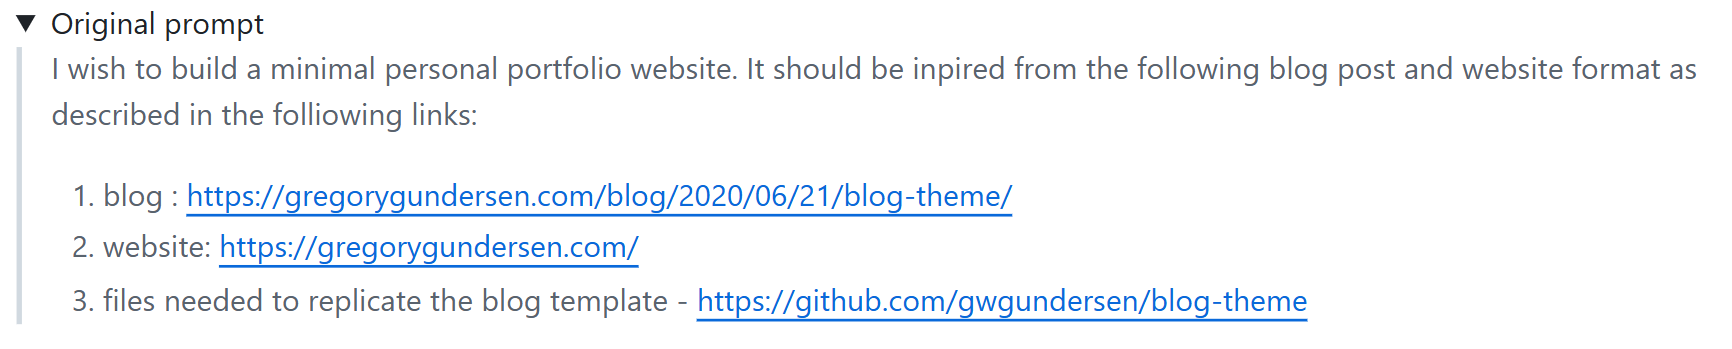 ▼ Original prompt
I wish to build a minimal personal portfolio website. It should be inpired from the following blog post and website format as
described in the folliowing links:
1. blog : https://gregorygundersen.com/blog/2020/06/21/blog-theme/
2. website: https://gregorygundersen.com/
3. files needed to replicate the blog template - https://github.com/gwgundersen/blog-theme